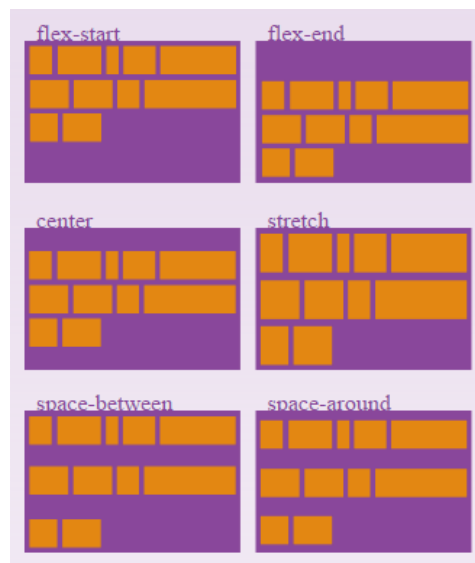 flex-start
flex-end
center
stretch
space-between
space-around